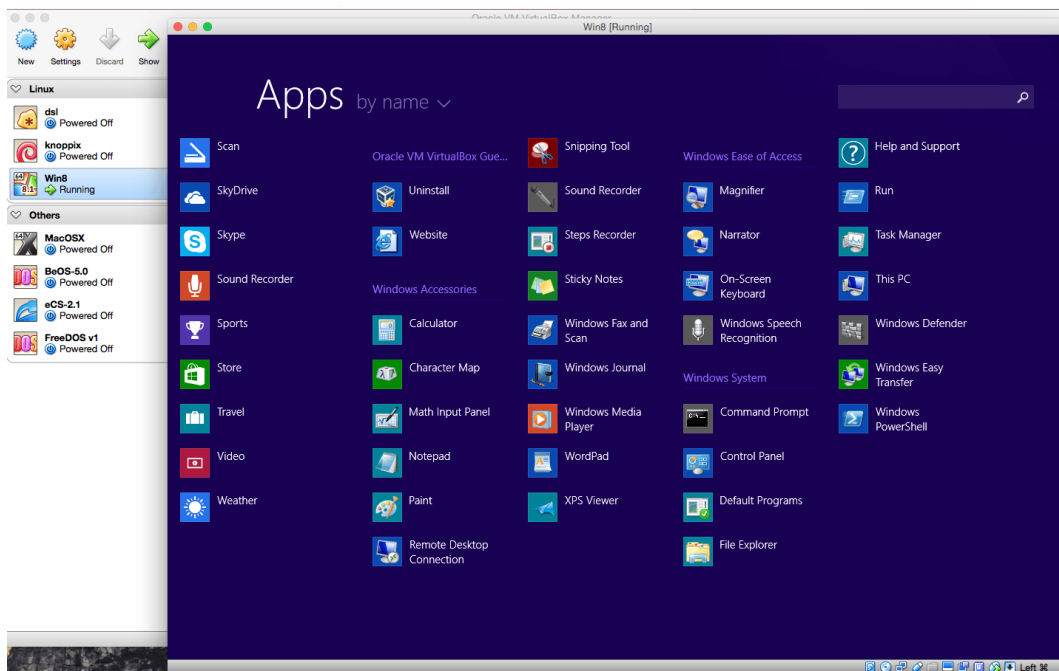 Oracle VM VirtualBox Manager
Win8 [Running]
New
Settings
Discard
Show
Linux
dsl
Powered Off
knoppix
Powered Off
64
8.1
Win8
Running
Others
64
MacOSX
Powered Off
DOS
BeOS-5.0
Powered Off
eCS-2.1
Powered Off
DOS
FreeDOS v1
Powered Off
Apps by name
Scan
SkyDrive
Skype
Sound Recorder
Sports
Store
Travel
Video
Weather
Oracle VM VirtualBox Gue...
Uninstall
Website
Windows Accessories
Calculator
Character Map
Math Input Panel
Notepad
Paint
Remote Desktop
Connection
Snipping Tool
Sound Recorder
Steps Recorder
Sticky Notes
Windows Fax and
Scan
Windows Journal
Windows Media
Player
WordPad
XPS Viewer
Windows Ease of Access
Magnifier
Narrator
On-Screen
Keyboard
Windows Speech
Recognition
Windows System
Command Prompt
Control Panel
Default Programs
File Explorer
Help and Support
Run
Task Manager
This PC
Windows Defender
Windows Easy
Transfer
Windows
PowerShell
Left ⌘